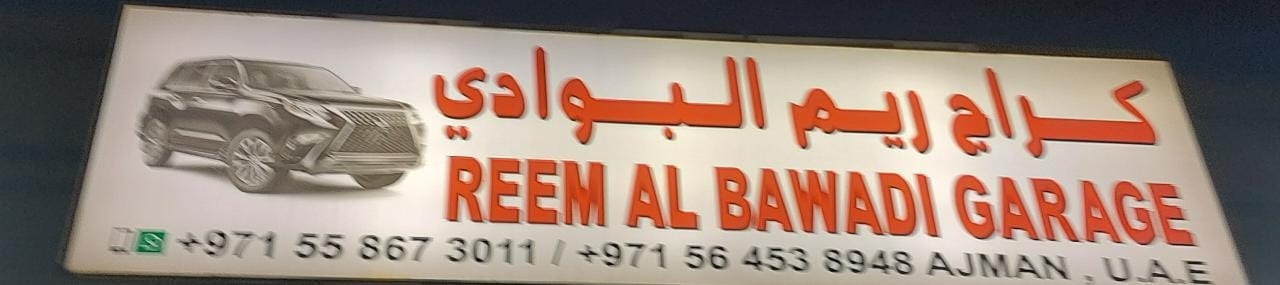 كراج ريم البوادي
REEM AL BAWADI GARAGE
+971 55 867 3011 / +971 56 453 8948 AJMAN , U.A.E